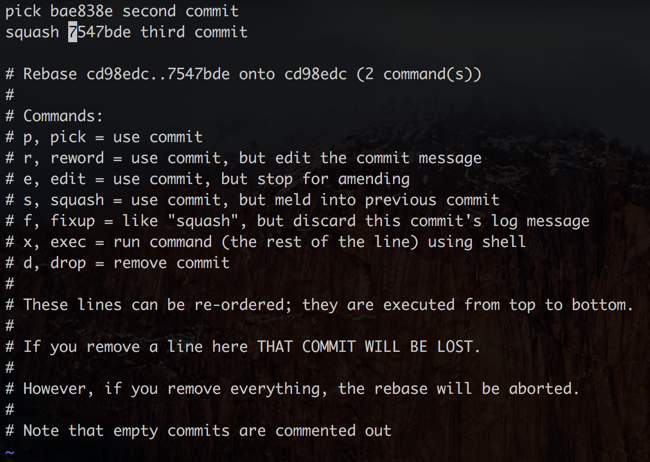 pick bae838e second commit
squash 7547bde third commit
# Rebase cd98edc..7547bde onto cd98edc (2 command(s))
#
# Commands:
# p, pick = use commit
# r, reword = use commit, but edit the commit message
# e, edit = use commit, but stop for amending
# s, squash = use commit, but meld into previous commit
# f, fixup = like "squash", but discard this commit's log message
# x, exec = run command (the rest of the line) using shell
# d, drop = remove commit
#
# These lines can be re-ordered; they are executed from top to bottom.
#
# If you remove a line here THAT COMMIT WILL BE LOST.
#
# However, if you remove everything, the rebase will be aborted.
#
# Note that empty commits are commented out
~